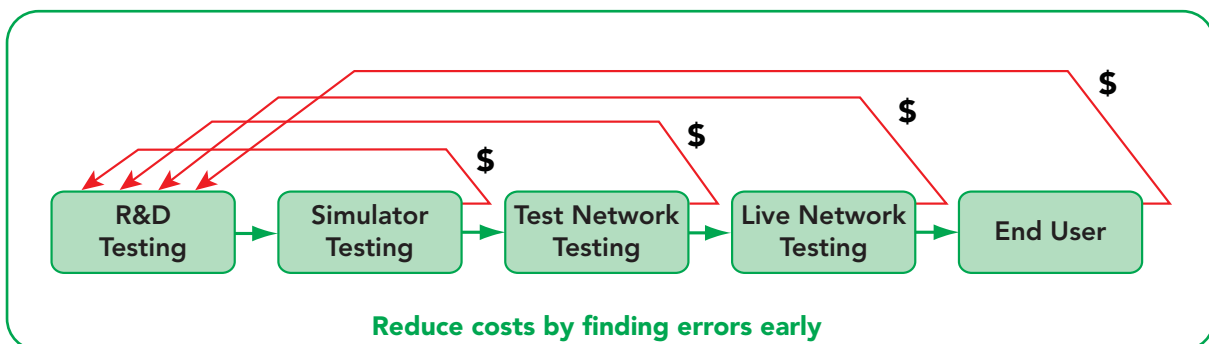 $
$
$
$
R&D
Testing
Simulator
Testing
Test Network
Testing
Live Network
Testing
End User
Reduce costs by finding errors early